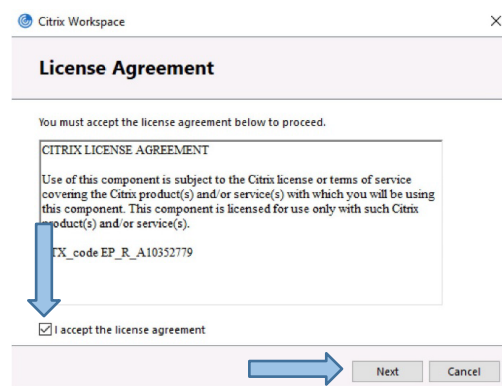 Citrix Workspace
License Agreement
You must accept the license agreement below to proceed.
CITRIX LICENSE AGREEMENT
Use of this component is subject to the Citrix license or terms of service
covering the Citrix product(s) and/or service(s) with which you will be using
this component. This component is licensed for use only with such Citrix
product(s) and/or service(s).
TX_code EP_R_A10352779
I accept the license agreement
Next Cancel